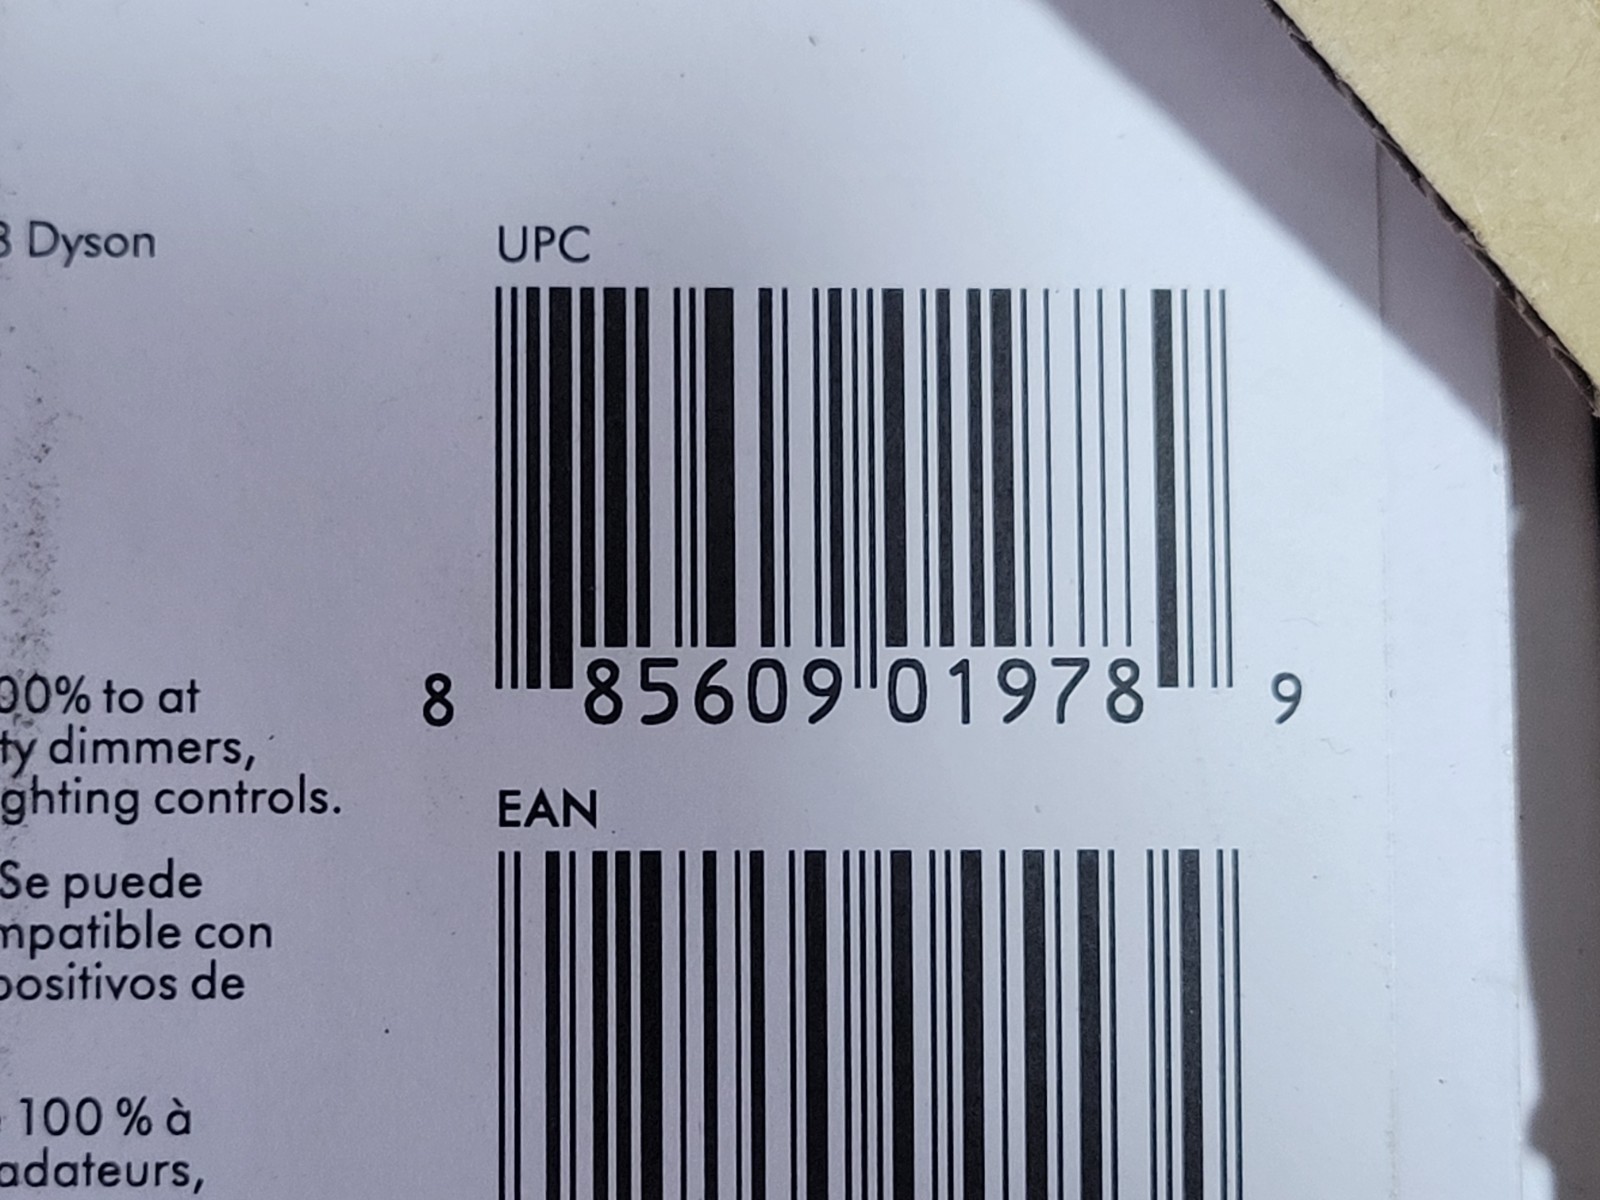 3 Dyson
UPC
8 85609 01978 9
00% to at
ty dimmers,
ghting controls.
EAN
Se puede
mpatible con
positivos de
100 % à
adateurs,